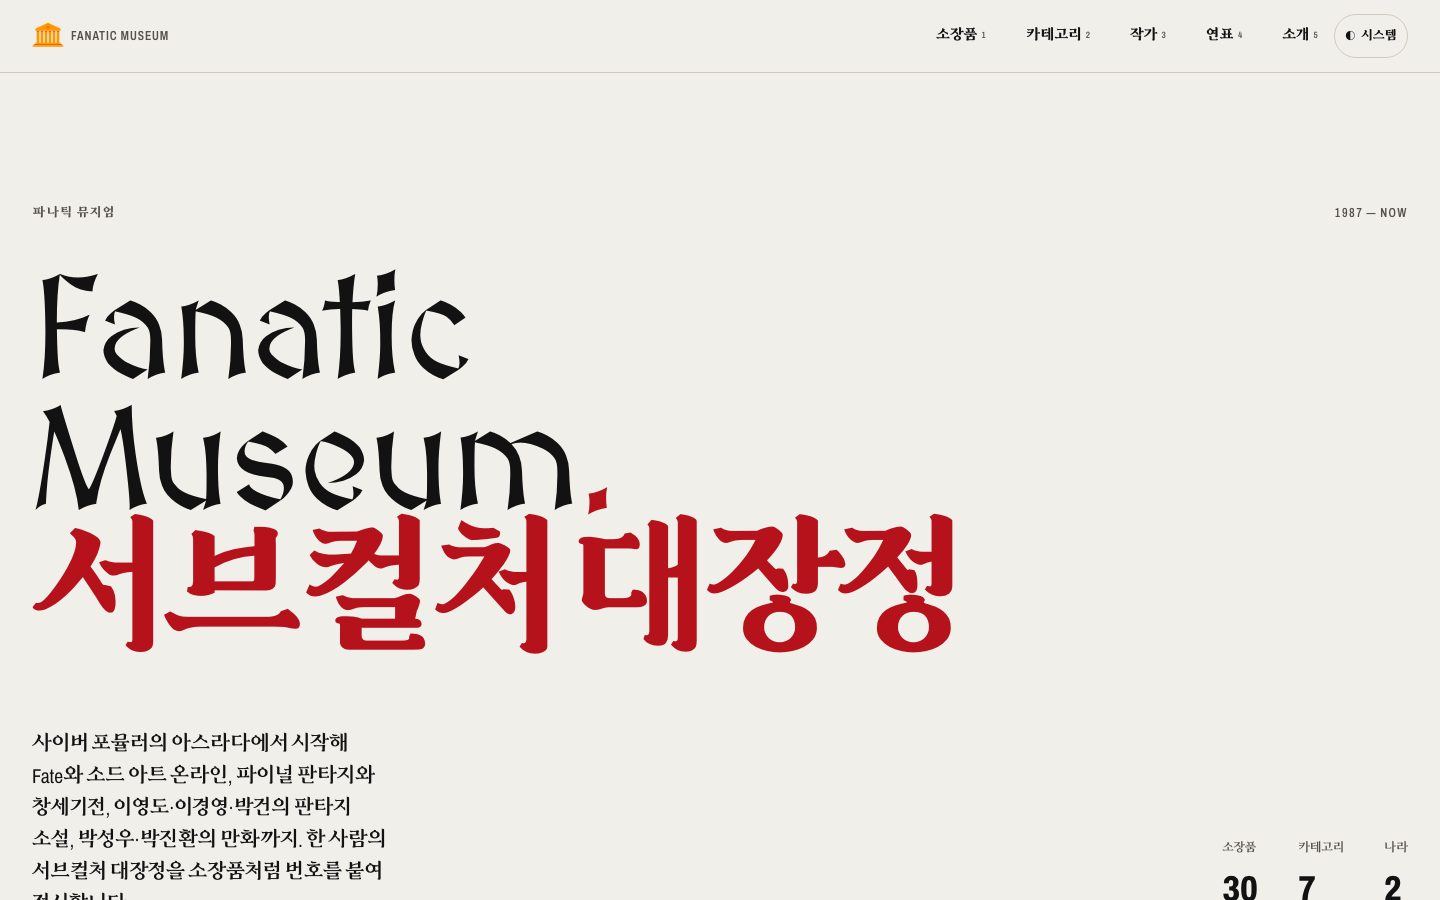 FANATIC MUSEUM
소장품 1
카테고리 2
작가 3
연표 4
소개 5
시스템
파나틱 뮤지엄
1987 — NOW
Fanatic
Museum.
서브컬처 대장정
사이버 포뮬러의 아스라다에서 시작해
Fate와 소드 아트 온라인, 파이널 판타지와
창세기전, 이영도·이경영·박건의 판타지
소설, 박성우·박진환의 만화까지. 한 사람의
서브컬처 대장정을 소장품처럼 번호를 붙여
소장품
카테고리
나라
30
7
2